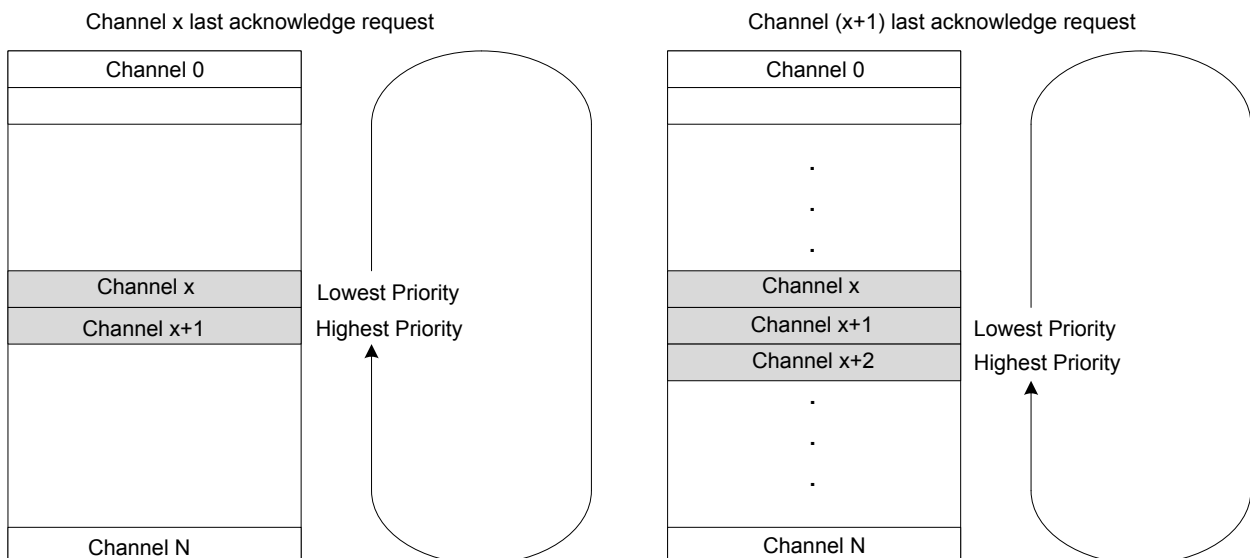 Channel x last acknowledge request
Channel 0
Channel x
Lowest Priority
Channel x+1
Highest Priority
Channel N
Channel (x+1) last acknowledge request
Channel 0
.
.
.
Channel x
Channel x+1
Lowest Priority
Channel x+2
Highest Priority
.
.
.
Channel N